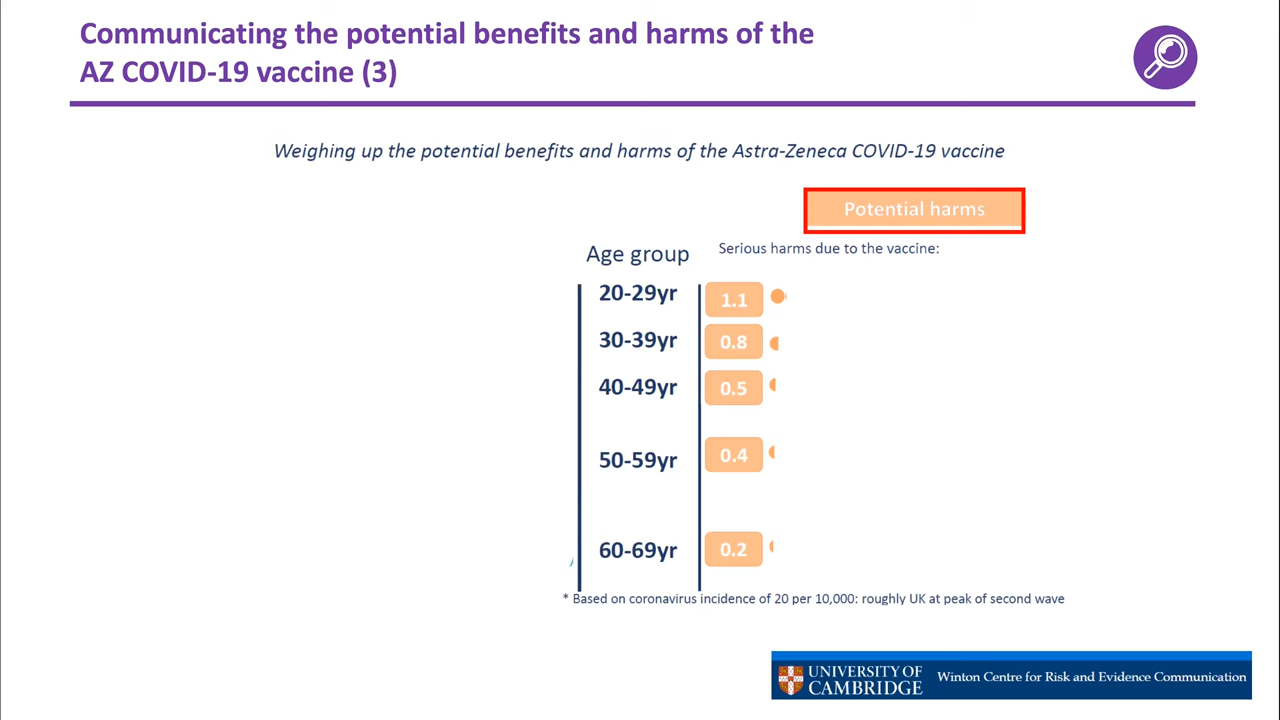 Communicating the potential benefits and harms of the
AZ COVID-19 vaccine (3)
Weighing up the potential benefits and harms of the Astra-Zeneca COVID-19 vaccine
Potential harms
Age group
Serious harms due to the vaccine:
20-29yr 1.1
30-39yr 0.8
40-49yr 0.5
50-59yr 0.4
60-69yr 0.2
* Based on coronavirus incidence of 20 per 10,000: roughly UK at peak of second wave
UNIVERSITY OF
CAMBRIDGE
Winton Centre for Risk and Evidence Communication